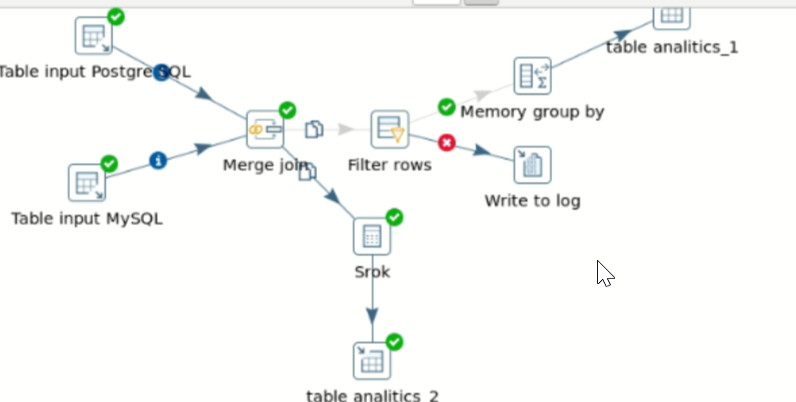 table analitics_1
Table input PostgreSQL
Memory group by
Merge join
Filter rows
Write to log
Table input MySQL
Srok
table analitics_2